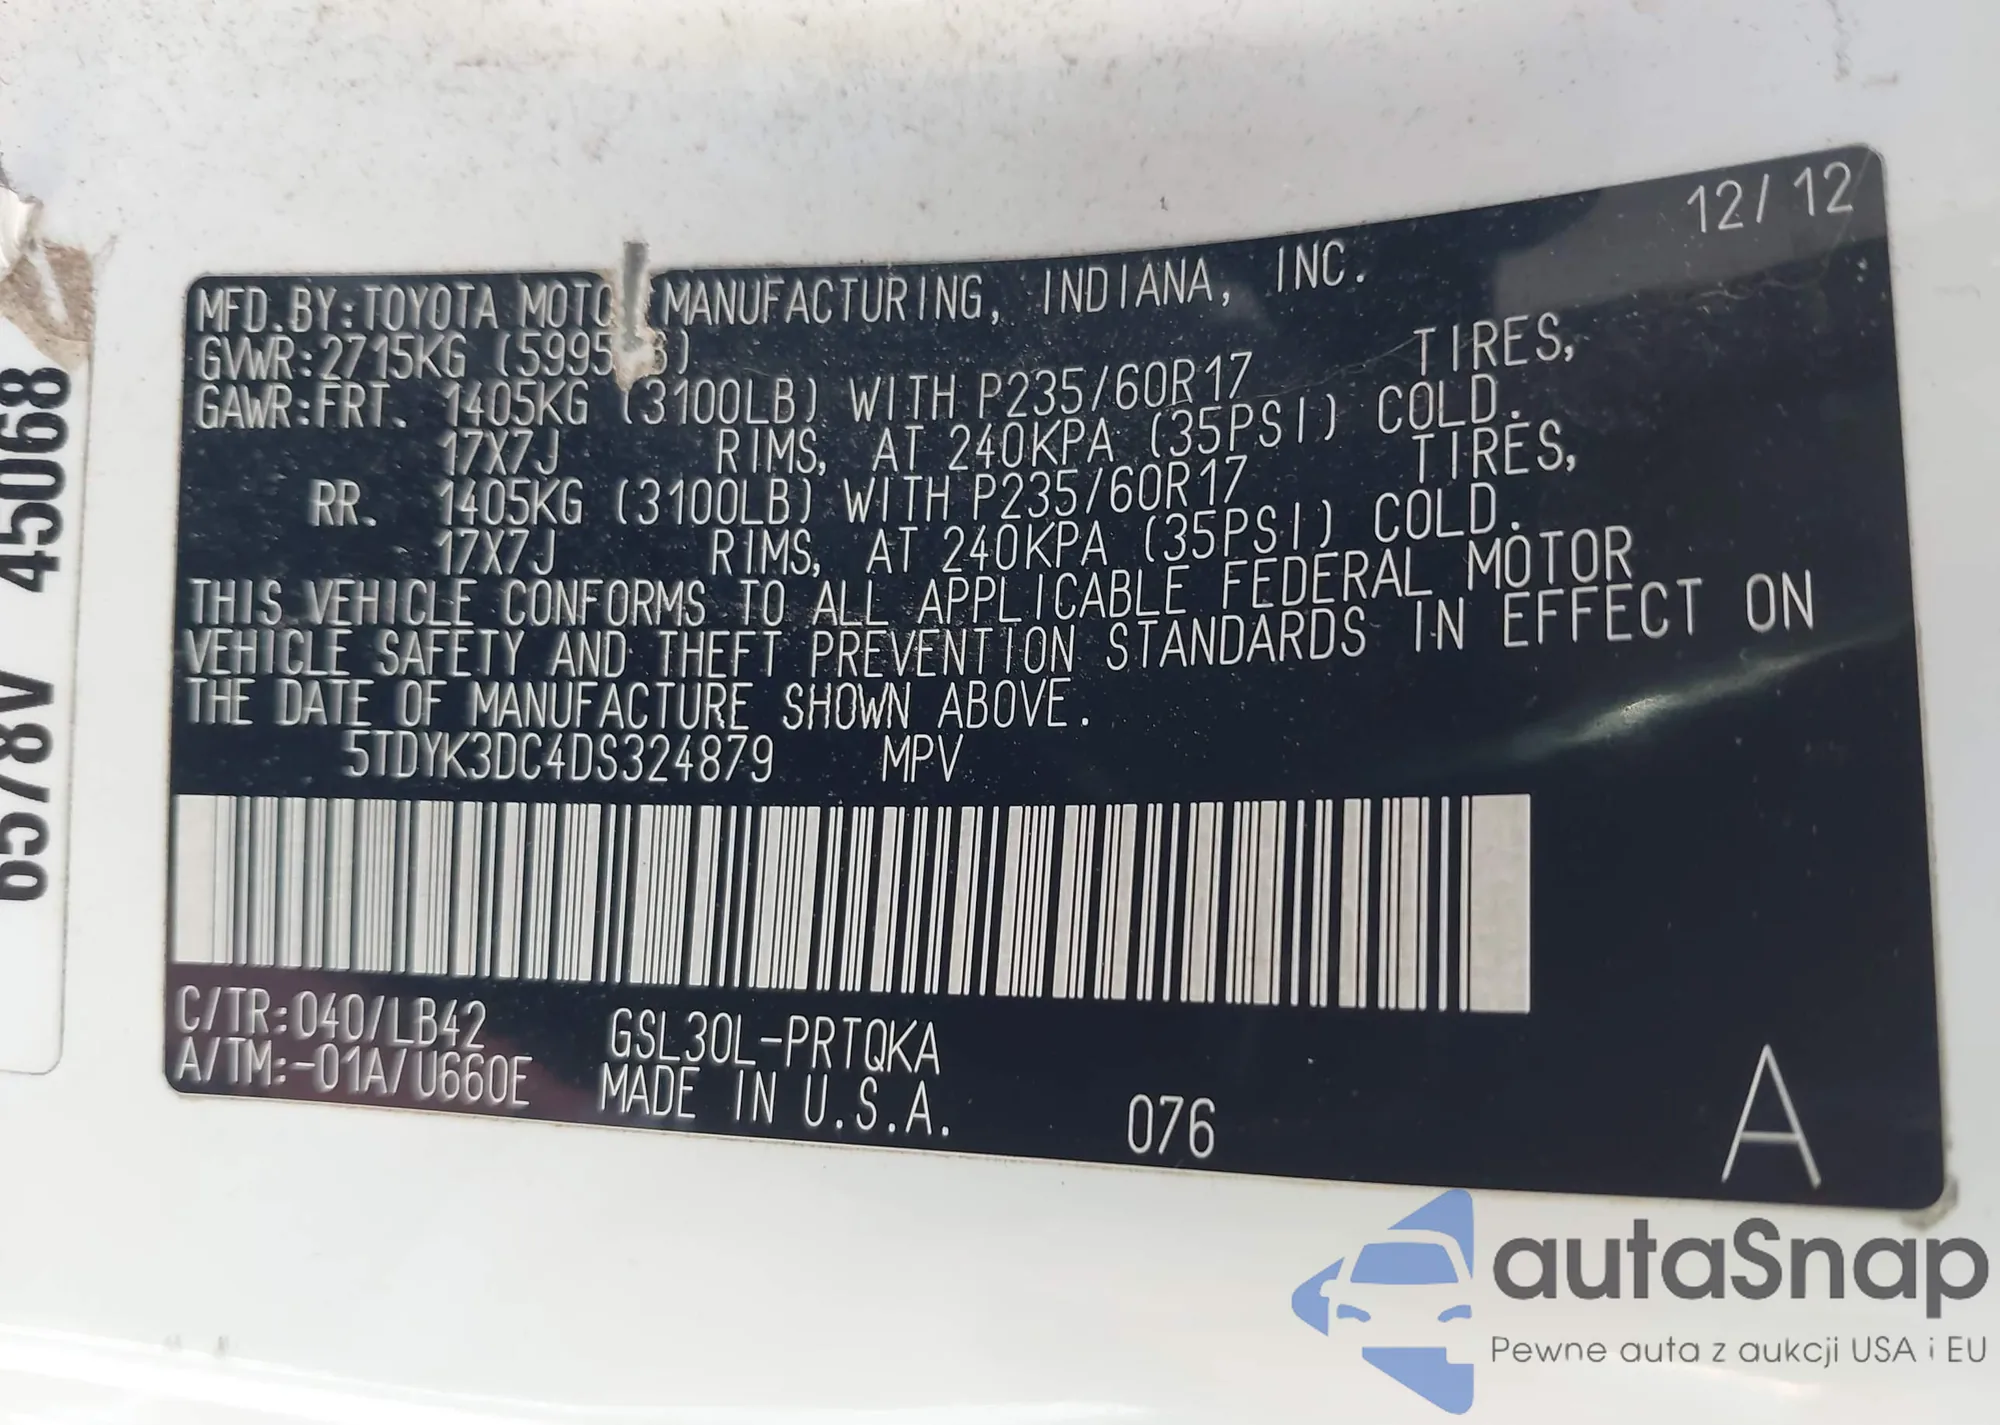 12/12
MFD.BY:TOYOTA MOTOR MANUFACTURING, INDIANA, INC.
GVWR:2715KG (5995LB)
GAWR:FRT. 1405KG (3100LB) WITH P235/60R17 TIRES,
17X7J RIMS, AT 240KPA (35PSI) COLD.
RR. 1405KG (3100LB) WITH P235/60R17 TIRES,
17X7J RIMS, AT 240KPA (35PSI) COLD.
THIS VEHICLE CONFORMS TO ALL APPLICABLE FEDERAL MOTOR
VEHICLE SAFETY AND THEFT PREVENTION STANDARDS IN EFFECT ON
THE DATE OF MANUFACTURE SHOWN ABOVE.
5TDYK3DC4DS324879 MPV
C/TR:040/LB42 GSL30L-PRTQKA
A/TM:-01A/U660E MADE IN U.S.A.
076
A
6578V 45068
autaSnap
Pewne auta z aukcji USA i EU